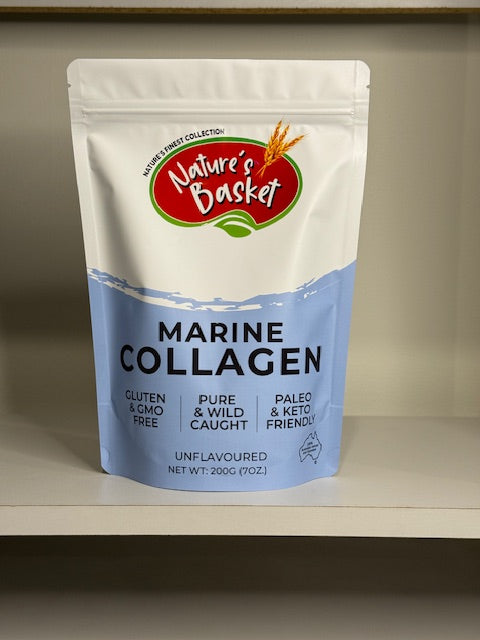 NATURE'S FINEST COLLECTION
Nature's
Basket
MARINE
COLLAGEN
GLUTEN
& GMO
FREE
PURE
& WILD
CAUGHT
PALEO
& KETO
FRIENDLY
UNFLAVOURED
NET WT: 200G (7OZ.)